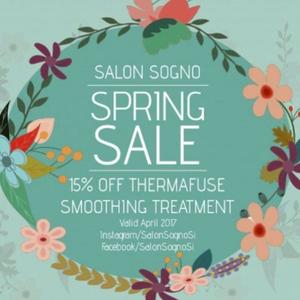 SALON SOGNO
SPRING
SALE
15% OFF THERMAFUSE
SMOOTHING TREATMENT
Valid April 2017
Instagram/SalonSognoSi
Facebook/SalonSognoSi